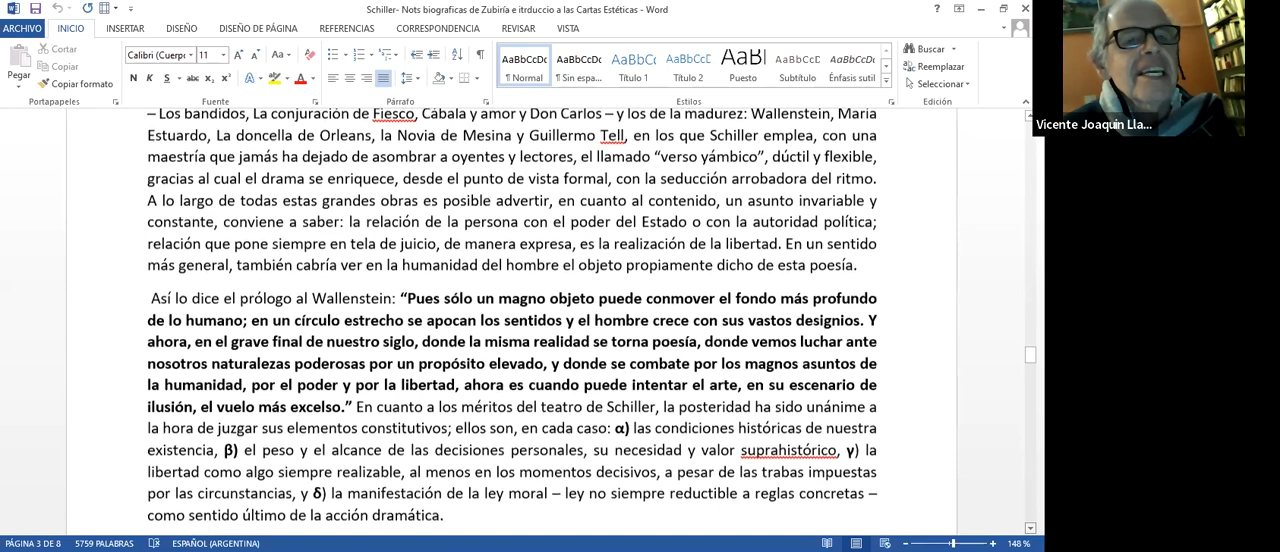 Schiller- Nots biograficas de Zubiría e itrduccio a las Cartas Estéticas - Word
ARCHIVO INICIO INSERTAR DISEÑO DISEÑO DE PÁGINA REFERENCIAS CORRESPONDENCIA REVISAR VISTA
Pegar
Cortar
Copiar
Copiar formato
Portapapeles
Calibri (Cuerpo 11
N K S abc x₂ x²
Fuente
Párrafo
AaBbCcDc AaBbCcDc AaBbCc AaBbCcC AaBl AaBbCcC AaBbCcDc
¶ Normal ¶ Sin espa... Título 1 Título 2 Puesto Subtítulo Énfasis sutil
Estilos
Buscar
Reemplazar
Seleccionar
Edición
Vicente Joaquin Lla...
– Los bandidos, La conjuración de Fiesco, Cábala y amor y Don Carlos – y los de la madurez: Wallenstein, Maria
Estuardo, La doncella de Orleans, la Novia de Mesina y Guillermo Tell, en los que Schiller emplea, con una
maestría que jamás ha dejado de asombrar a oyentes y lectores, el llamado “verso yámbico”, dúctil y flexible,
gracias al cual el drama se enriquece, desde el punto de vista formal, con la seducción arrobadora del ritmo.
A lo largo de todas estas grandes obras es posible advertir, en cuanto al contenido, un asunto invariable y
constante, conviene a saber: la relación de la persona con el poder del Estado o con la autoridad política;
relación que pone siempre en tela de juicio, de manera expresa, es la realización de la libertad. En un sentido
más general, también cabría ver en la humanidad del hombre el objeto propiamente dicho de esta poesía.
Así lo dice el prólogo al Wallenstein: “Pues sólo un magno objeto puede conmover el fondo más profundo
de lo humano; en un círculo estrecho se apocan los sentidos y el hombre crece con sus vastos designios. Y
ahora, en el grave final de nuestro siglo, donde la misma realidad se torna poesía, donde vemos luchar ante
nosotros naturalezas poderosas por un propósito elevado, y donde se combate por los magnos asuntos de
la humanidad, por el poder y por la libertad, ahora es cuando puede intentar el arte, en su escenario de
ilusión, el vuelo más excelso.” En cuanto a los méritos del teatro de Schiller, la posteridad ha sido unánime a
la hora de juzgar sus elementos constitutivos; ellos son, en cada caso: α) las condiciones históricas de nuestra
existencia, β) el peso y el alcance de las decisiones personales, su necesidad y valor suprahistórico, γ) la
libertad como algo siempre realizable, al menos en los momentos decisivos, a pesar de las trabas impuestas
por las circunstancias, y δ) la manifestación de la ley moral – ley no siempre reductible a reglas concretas –
como sentido último de la acción dramática.
PÁGINA 3 DE 8 5759 PALABRAS ESPAÑOL (ARGENTINA) 148 %